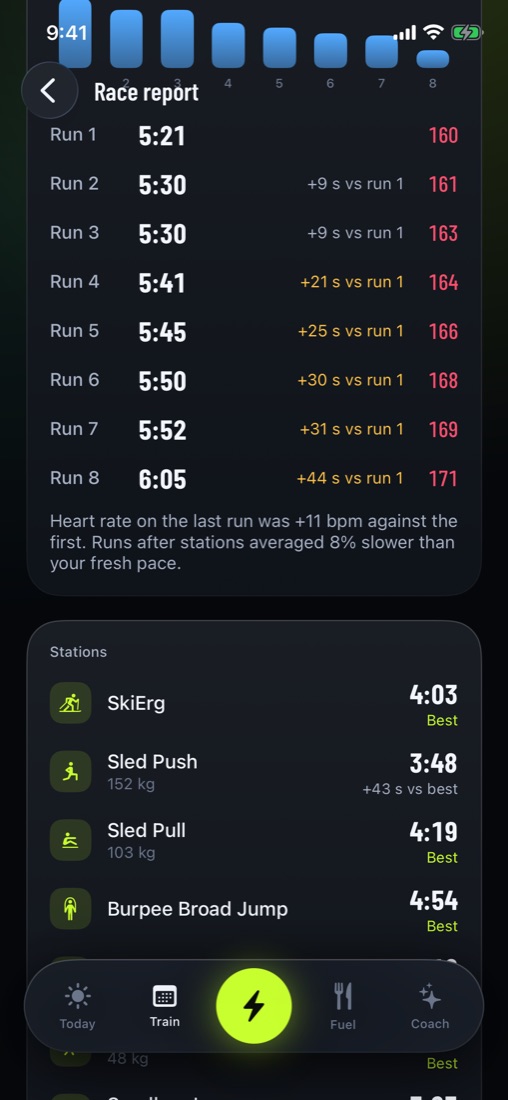 9:41
2 3 4 5 6 7 8
Race report
Run 1 5:21 160
Run 2 5:30 +9 s vs run 1 161
Run 3 5:30 +9 s vs run 1 163
Run 4 5:41 +21 s vs run 1 164
Run 5 5:45 +25 s vs run 1 166
Run 6 5:50 +30 s vs run 1 168
Run 7 5:52 +31 s vs run 1 169
Run 8 6:05 +44 s vs run 1 171
Heart rate on the last run was +11 bpm against the
first. Runs after stations averaged 8% slower than
your fresh pace.
Stations
SkiErg 4:03
Best
Sled Push 3:48
152 kg +43 s vs best
Sled Pull 4:19
103 kg Best
Burpee Broad Jump 4:54
Best
Today Train Fuel Coach
48 kg Best